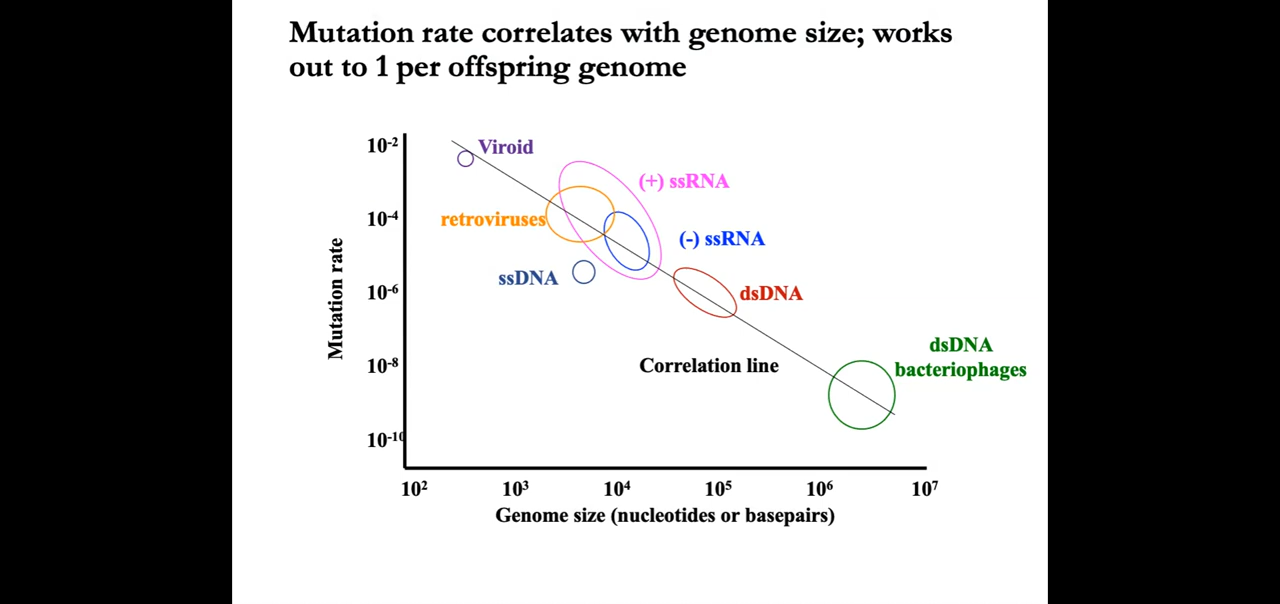 Mutation rate correlates with genome size; works
out to 1 per offspring genome
10⁻²
Viroid
(+) ssRNA
10⁻⁴
retroviruses
(-) ssRNA
ssDNA
10⁻⁶
dsDNA
Mutation rate
dsDNA
bacteriophages
10⁻⁸
Correlation line
10⁻¹⁰
10² 10³ 10⁴ 10⁵ 10⁶ 10⁷
Genome size (nucleotides or basepairs)